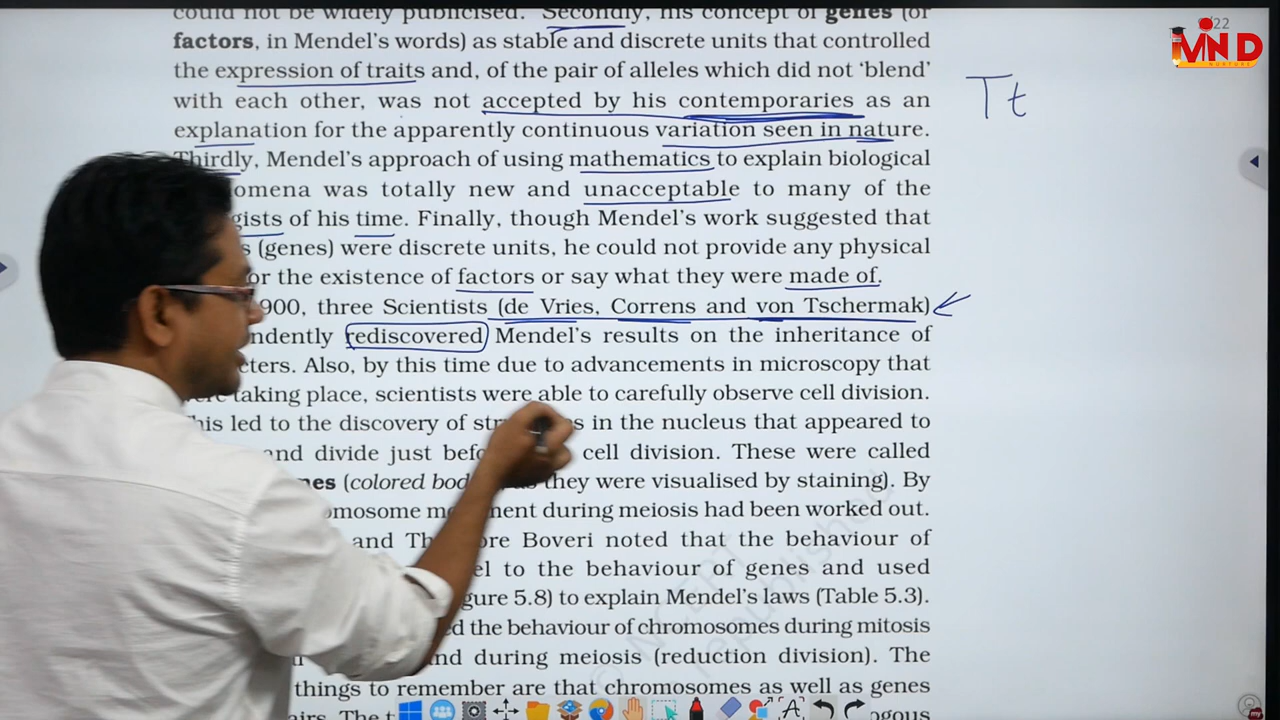 could not be widely publicised. Secondly, his concept of genes (or
factors, in Mendel's words) as stable and discrete units that controlled
the expression of traits and, of the pair of alleles which did not ‘blend’
with each other, was not accepted by his contemporaries as an
explanation for the apparently continuous variation seen in nature.
Thirdly, Mendel's approach of using mathematics to explain biological
omena was totally new and unacceptable to many of the
gists of his time. Finally, though Mendel's work suggested that
s (genes) were discrete units, he could not provide any physical
or the existence of factors or say what they were made of.
900, three Scientists (de Vries, Correns and von Tschermak)
ndently rediscovered Mendel's results on the inheritance of
cters. Also, by this time due to advancements in microscopy that
taking place, scientists were able to carefully observe cell division.
his led to the discovery of in the nucleus that appeared to
and divide just cell division. These were called
nes (colored they were visualised by staining). By
mosome during meiosis had been worked out.
and Boveri noted that the behaviour of
el to the behaviour of genes and used
gure 5.8) to explain Mendel's laws (Table 5.3).
ed the behaviour of chromosomes during mitosis
and during meiosis (reduction division). The
things to remember are that chromosomes as well as genes
airs. The ogous
Tt
22
MIND
© NCERT
republished